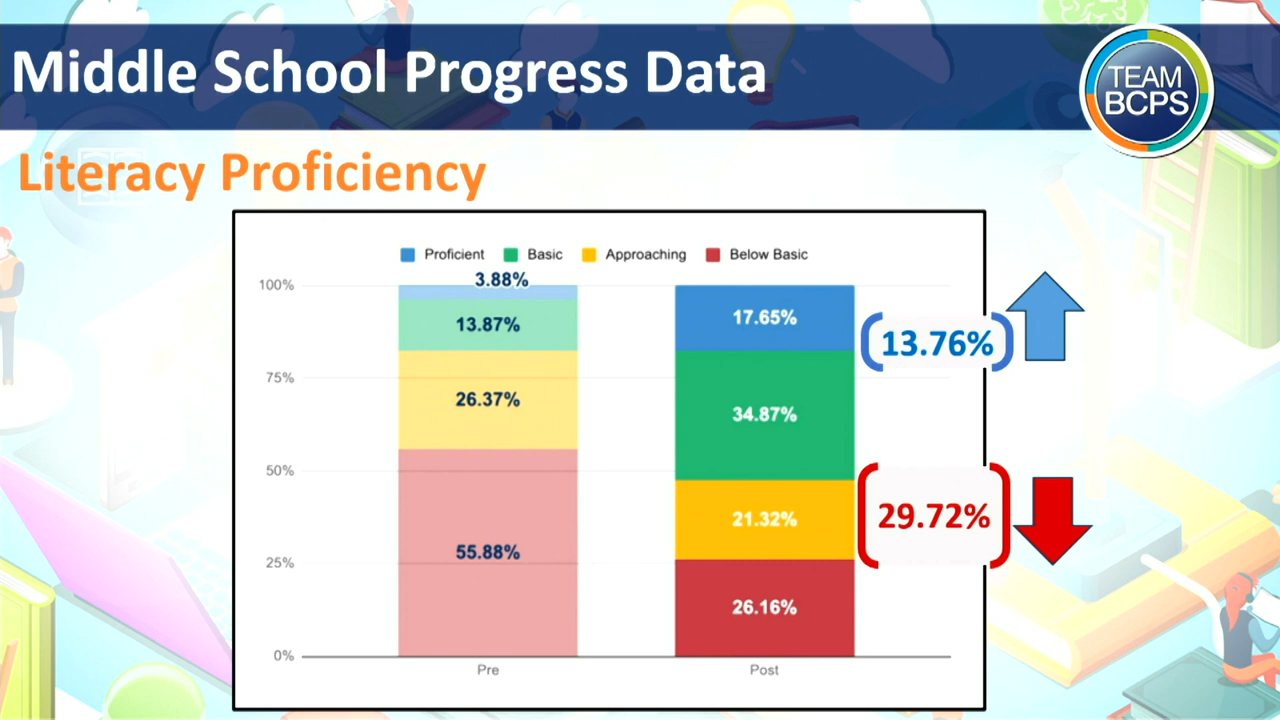 Middle School Progress Data
TEAM
BCPS
Literacy Proficiency
Proficient Basic Approaching Below Basic
100%
75%
50%
25%
0%
3.88%
13.87%
26.37%
55.88%
Pre
17.65%
34.87%
21.32%
26.16%
Post
13.76%
29.72%